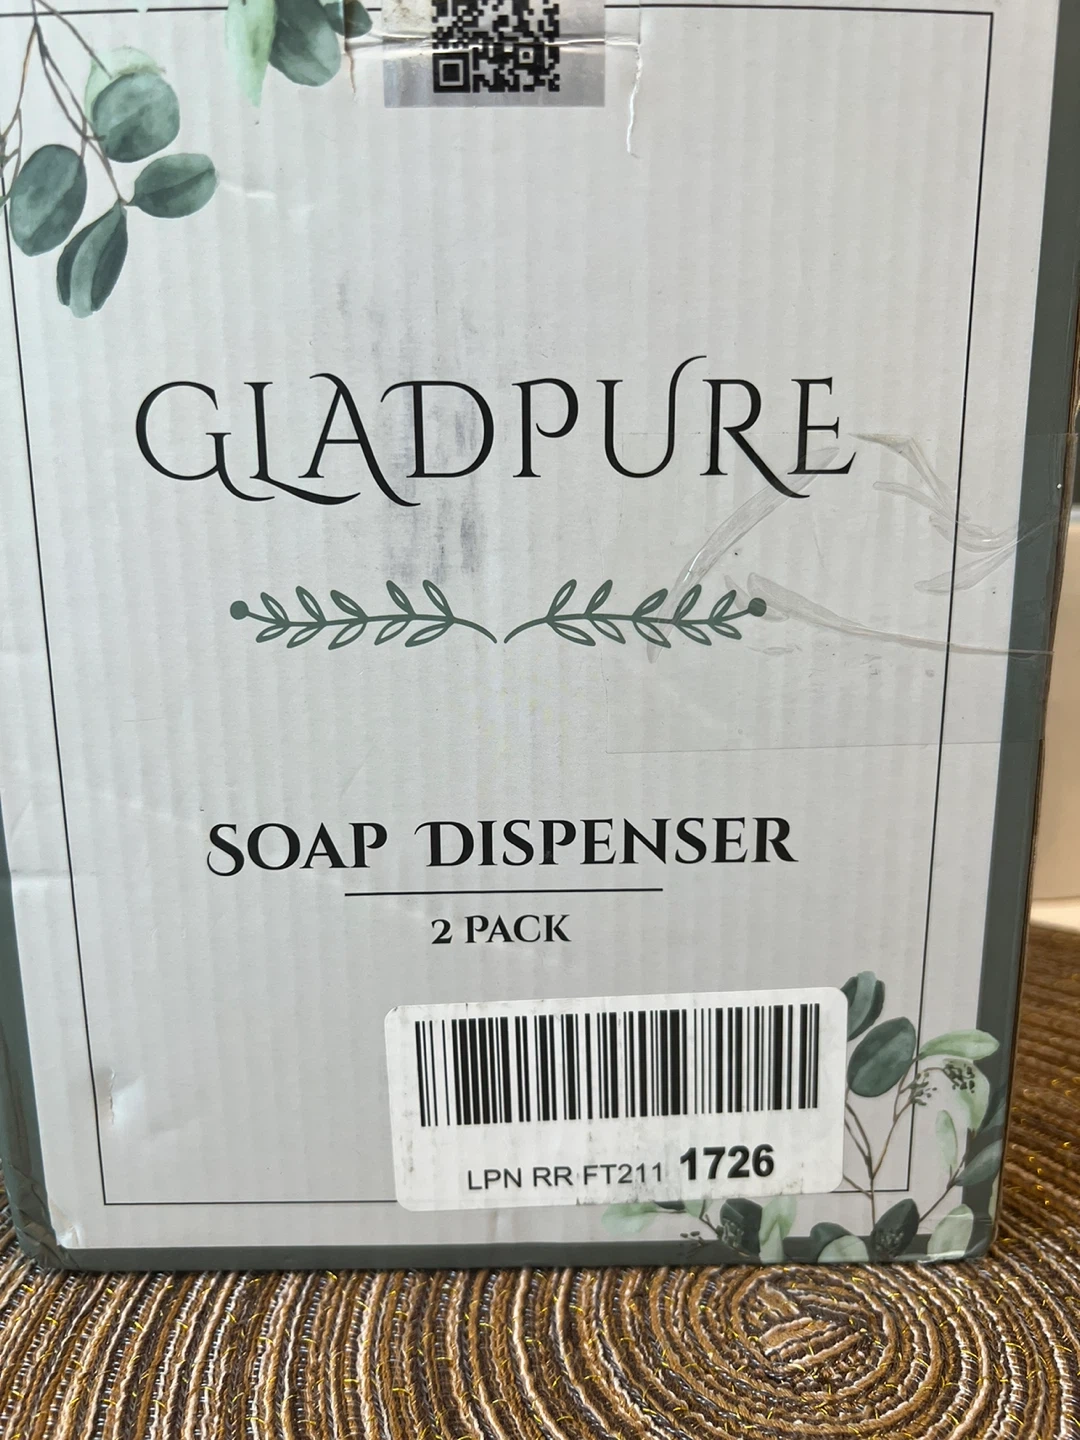 GLADPURE
SOAP DISPENSER
2 PACK
LPN RR FT211 1726